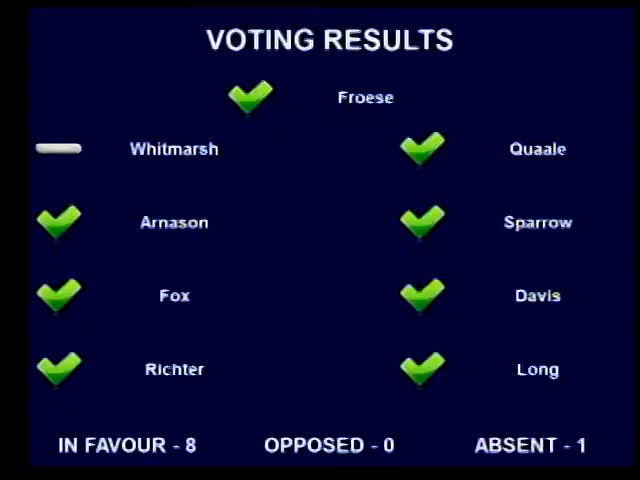 VOTING RESULTS
Froese
Whitmarsh Quaale
Arnason Sparrow
Fox Davis
Richter Long
IN FAVOUR - 8 OPPOSED - 0 ABSENT - 1